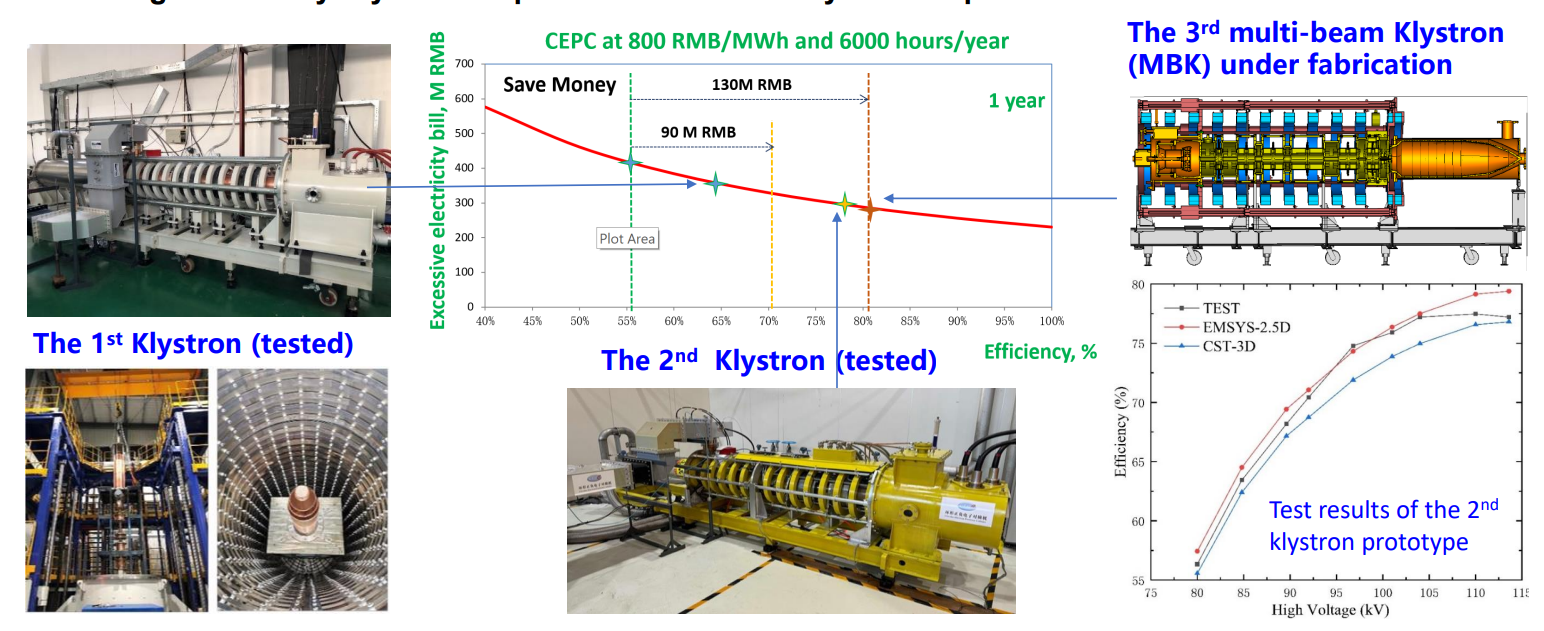 CEPC at 800 RMB/MWh and 6000 hours/year
The 3rd multi-beam Klystron
(MBK) under fabrication
Excessive electricity bill, M RMB
700
600
500
400
300
200
100
0
Save Money
130M RMB
1 year
90 M RMB
Plot Area
40%
45%
50%
55%
60%
65%
70%
75%
80%
85%
90%
95%
100%
Efficiency, %
The 1st Klystron (tested)
The 2nd Klystron (tested)
80
75
70
65
60
55
Efficiency (%)
TEST
EMSYS-2.5D
CST-3D
Test results of the 2nd
klystron prototype
75
80
85
90
95
100
105
110
115
High Voltage (kV)